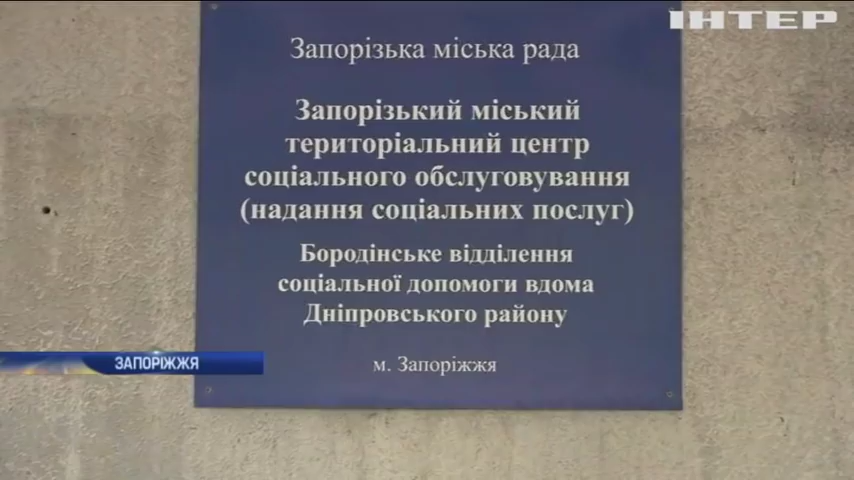 ІНТЕР
Запорізька міська рада
Запорізький міський
територіальний центр
соціального обслуговування
(надання соціальних послуг)
Бородінське відділення
соціальної допомоги вдома
Дніпровського району
ЗАПОРІЖЖЯ
м. Запоріжжя